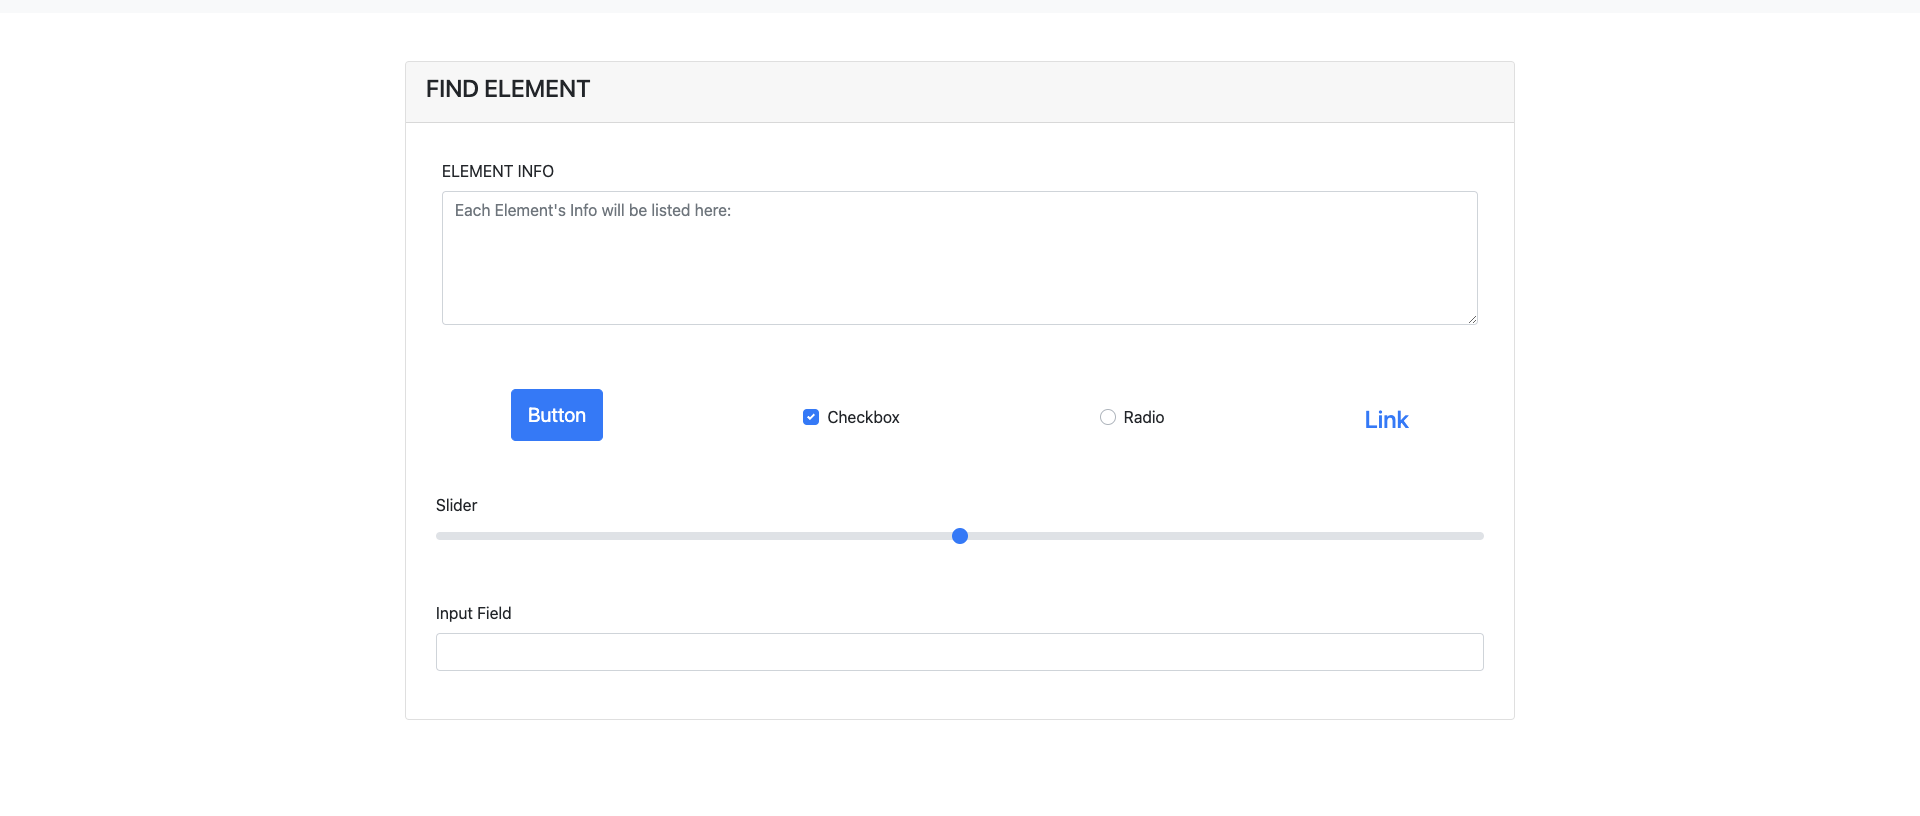 FIND ELEMENT
ELEMENT INFO
Each Element's Info will be listed here:
Button
Checkbox
Radio
Link
Slider
Input Field